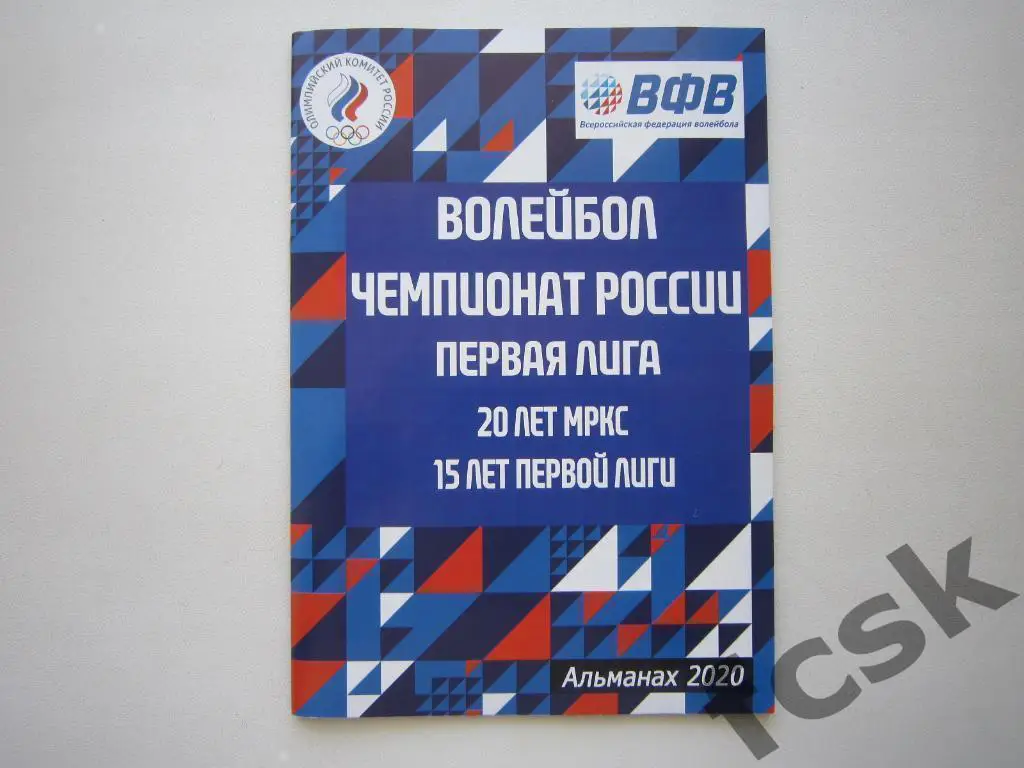 ОЛИМПИЙСКИЙ КОМИТЕТ РОССИИ
ВФВ
Всероссийская федерация волейбола
ВОЛЕЙБОЛ
ЧЕМПИОНАТ РОССИИ
ПЕРВАЯ ЛИГА
20 ЛЕТ МРКС
15 ЛЕТ ПЕРВОЙ ЛИГИ
Альманах 2020